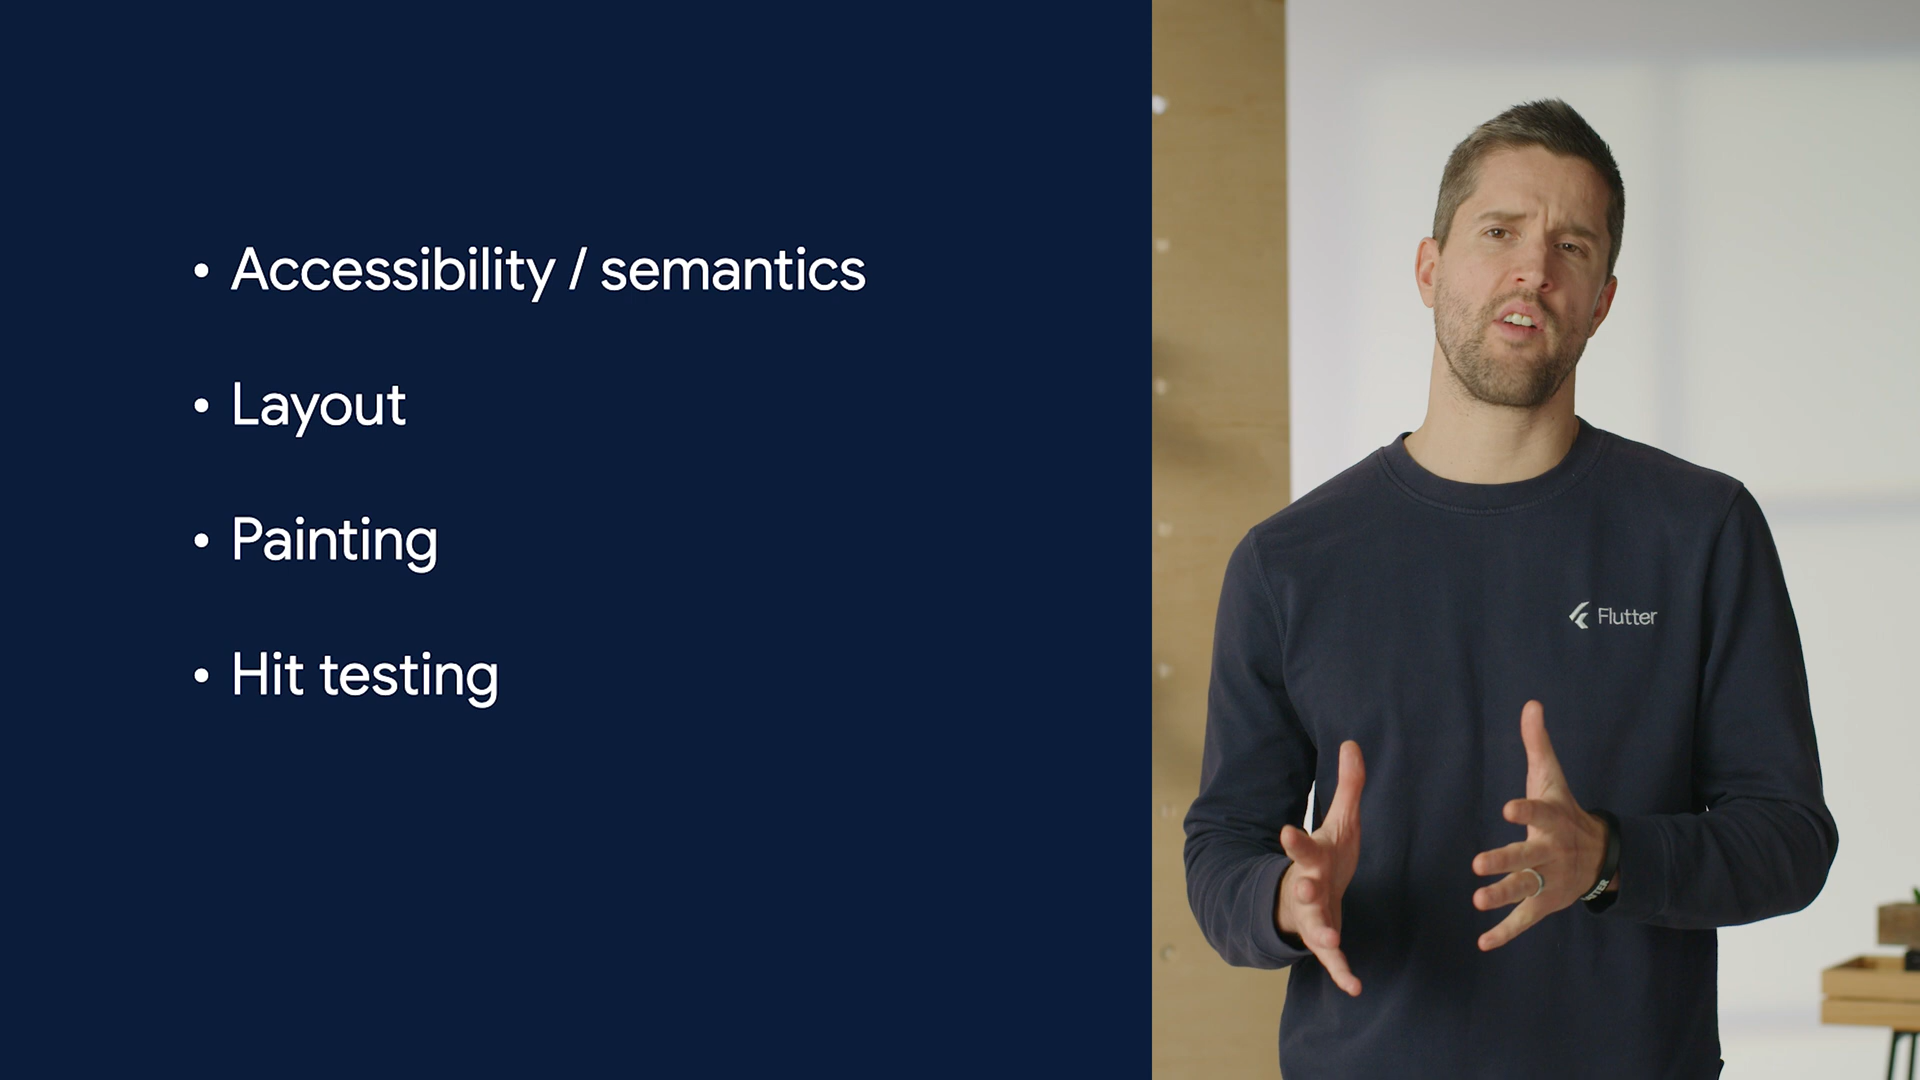 • Accessibility / semantics
• Layout
• Painting
• Hit testing
Flutter